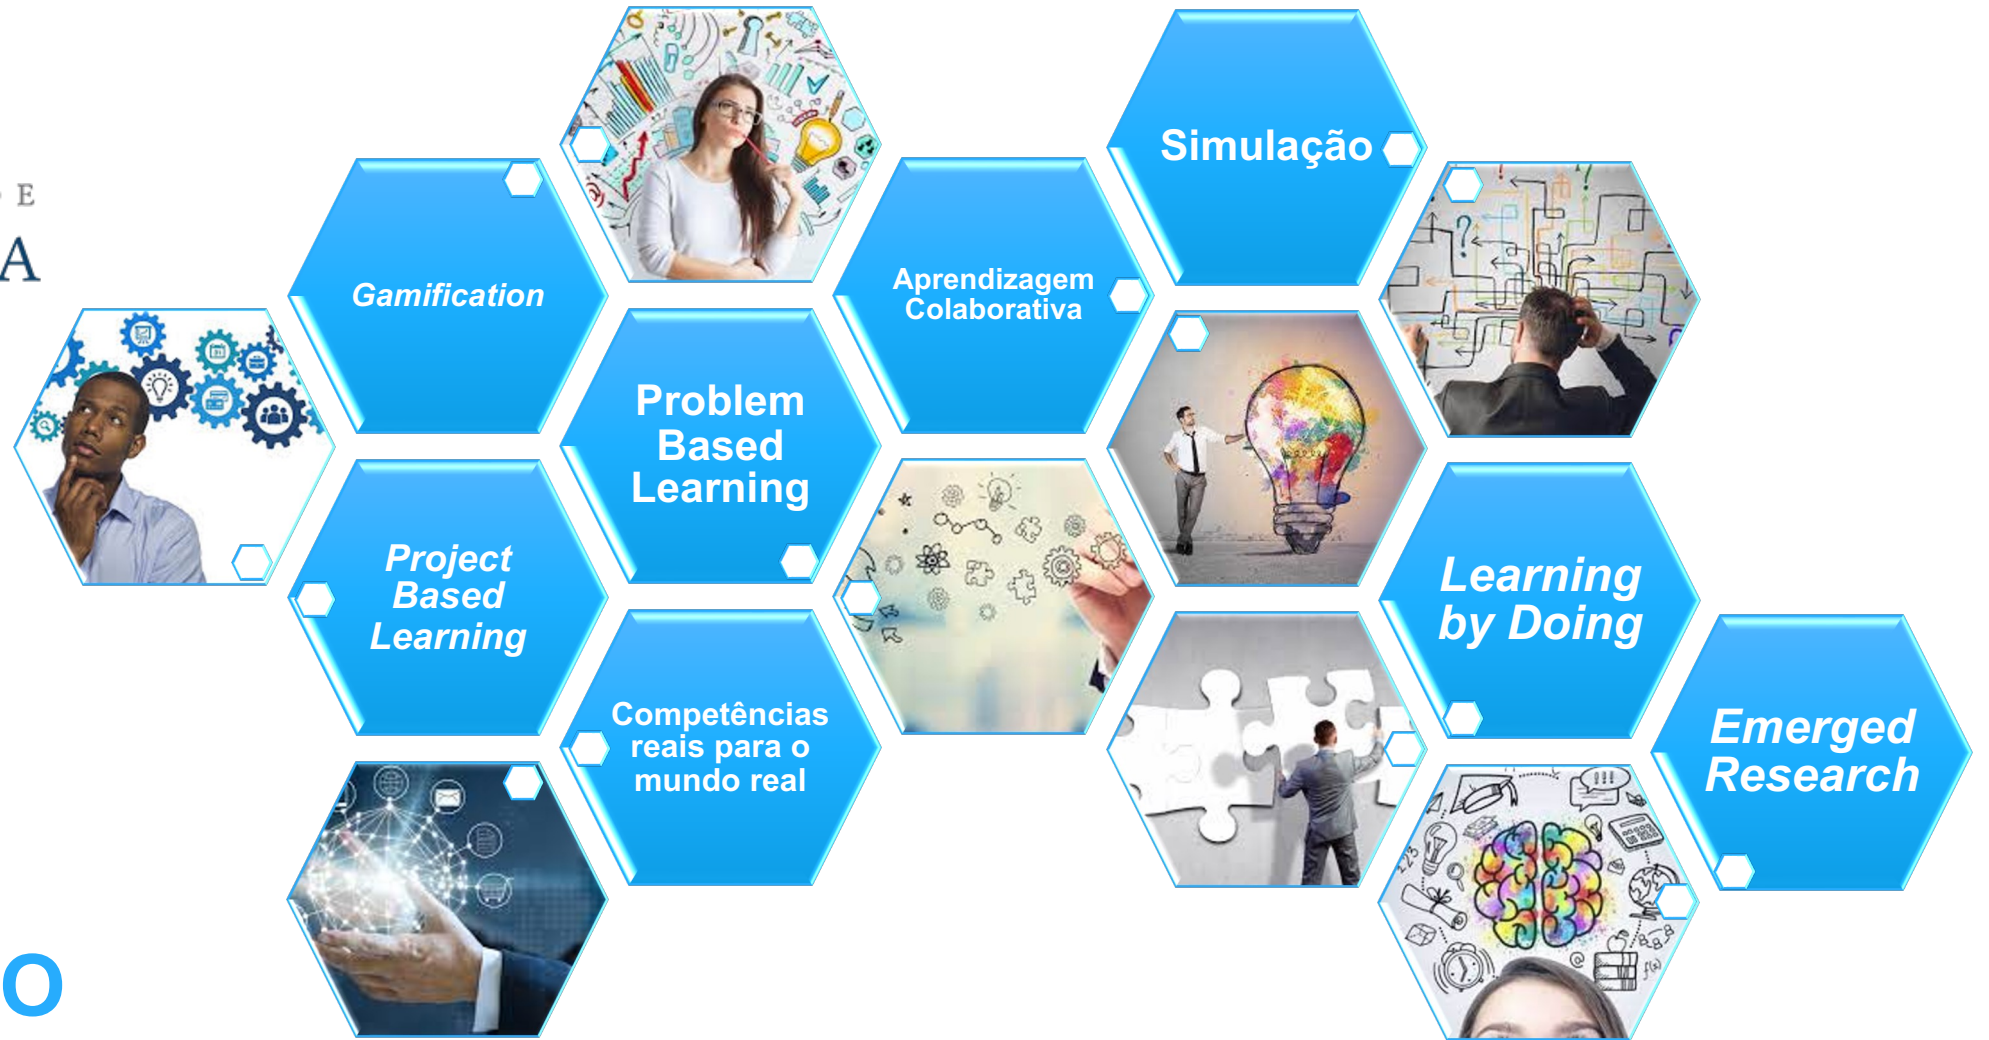 E
A
Simulação
Gamification
Aprendizagem
Colaborativa
Problem
Based
Learning
Project
Based
Learning
Learning
by Doing
Competências
reais para o
mundo real
Emerged
Research
O